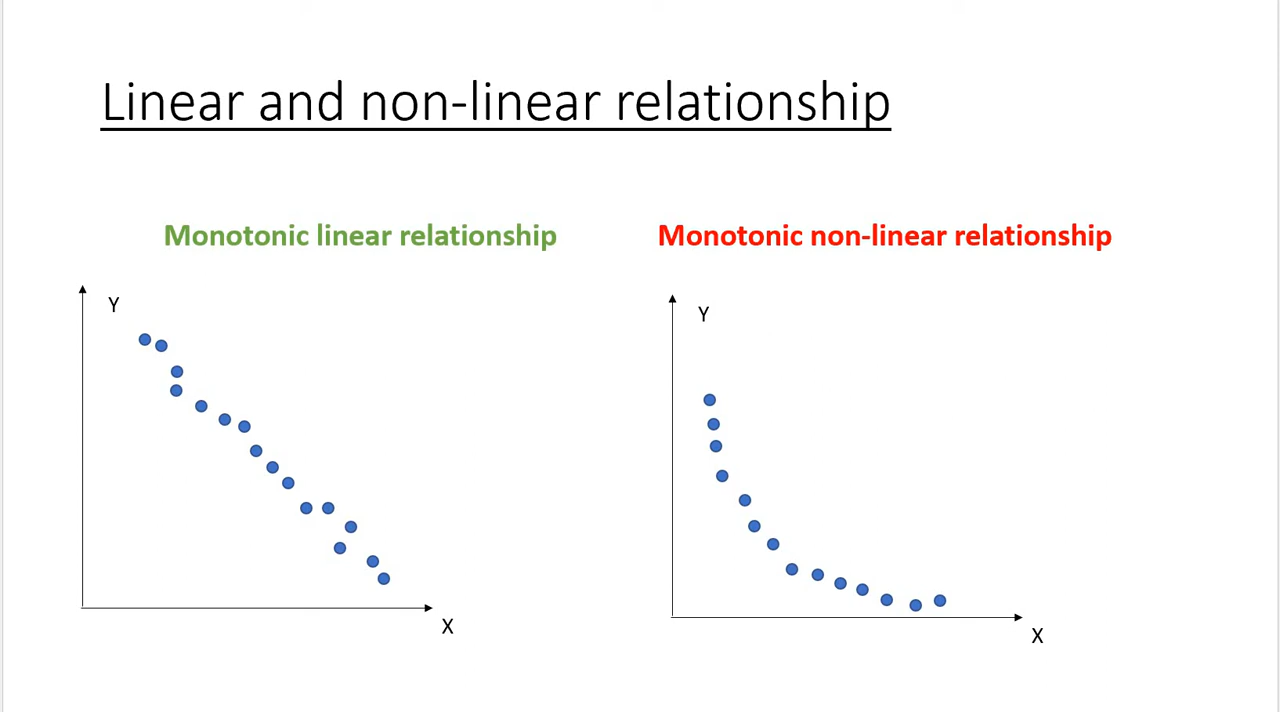 Linear and non-linear relationship
Monotonic linear relationship
Monotonic non-linear relationship
Y
X
Y
X